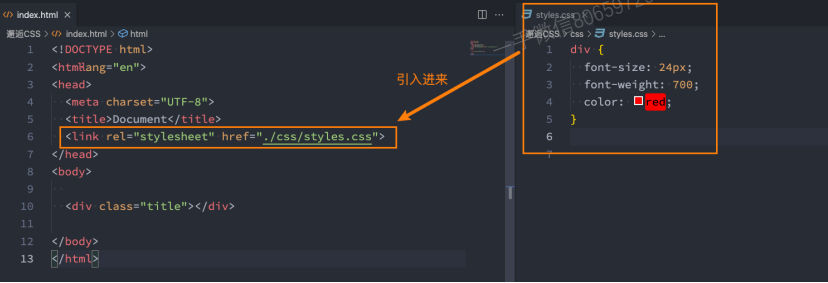 index.html
邂逅CSS > index.html > html
1 <!DOCTYPE html>
2 <html lang="en">
3 <head>
4 <meta charset="UTF-8">
5 <title>Document</title>
6 <link rel="stylesheet" href="./css/styles.css">
7 </head>
8 <body>
9
10 <div class="title"></div>
11
12 </body>
13 </html>
引入进来
styles.css
邂逅CSS > css > styles.css > ...
1 div {
2 font-size: 24px;
3 font-weight: 700;
4 color: red;
5 }
6
7